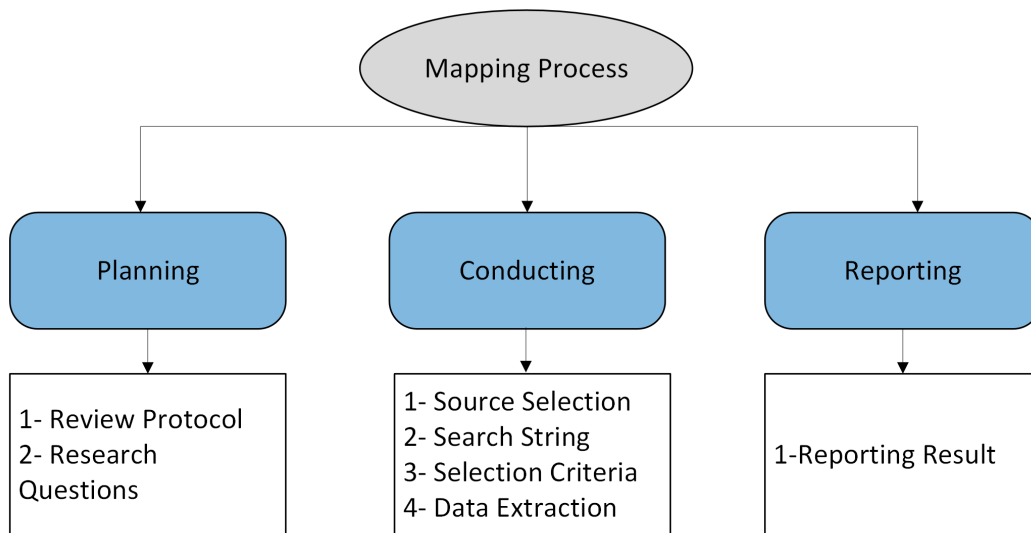 Mapping Process
Planning
Conducting
Reporting
1- Review Protocol
2- Research
Questions
1- Source Selection
2- Search String
3- Selection Criteria
4- Data Extraction
1-Reporting Result